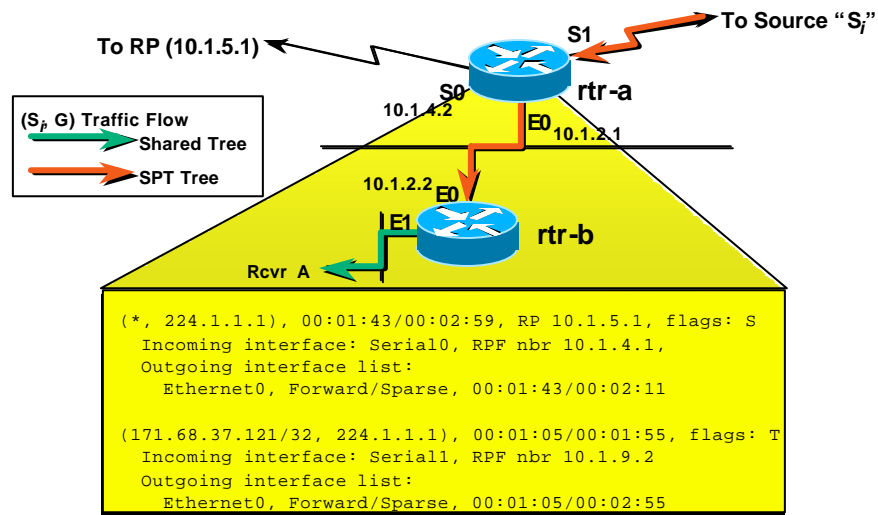 To Source “Si”
To RP (10.1.5.1)
S1
rtr-a
S0
10.1.4.2
E0
10.1.2.1
(Si, G) Traffic Flow
Shared Tree
SPT Tree
10.1.2.2
E0
E1
rtr-b
Rcvr A
(*, 224.1.1.1), 00:01:43/00:02:59, RP 10.1.5.1, flags: S
Incoming interface: Serial0, RPF nbr 10.1.4.1,
Outgoing interface list:
Ethernet0, Forward/Sparse, 00:01:43/00:02:11
(171.68.37.121/32, 224.1.1.1), 00:01:05/00:01:55, flags: T
Incoming interface: Serial1, RPF nbr 10.1.9.2
Outgoing interface list:
Ethernet0, Forward/Sparse, 00:01:05/00:02:55